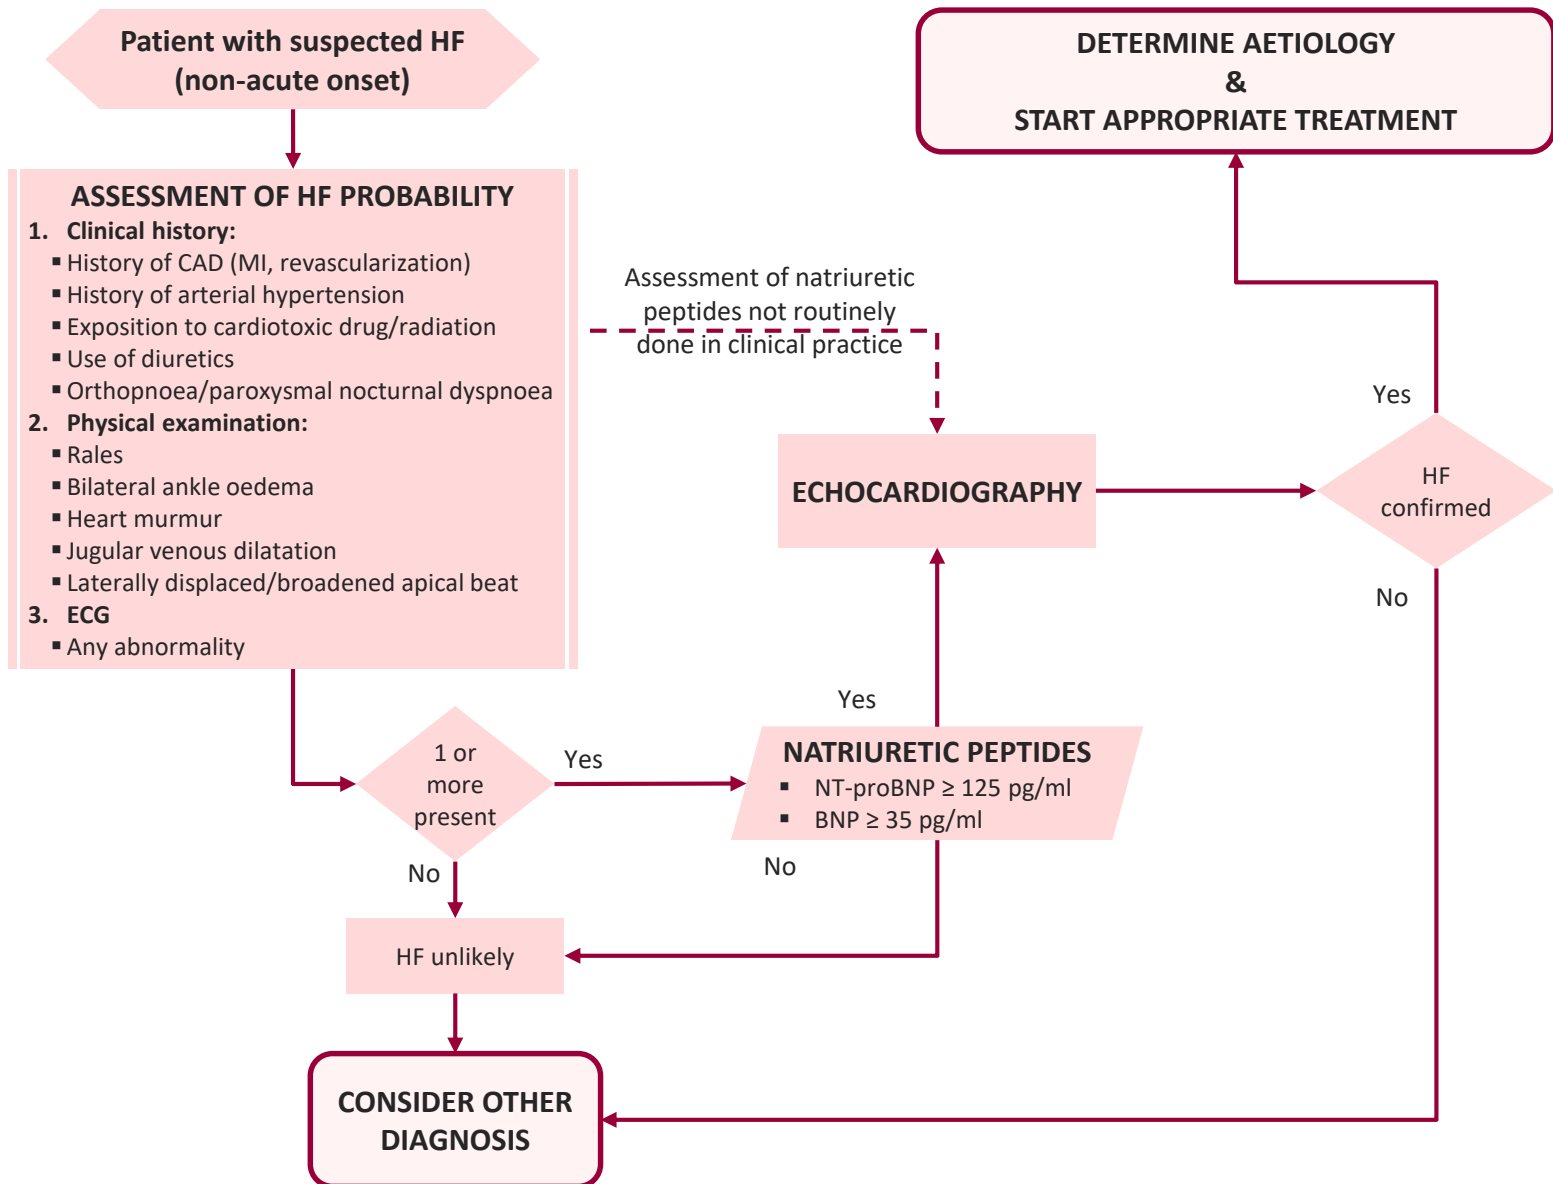 Patient with suspected HF
(non-acute onset)
DETERMINE AETIOLOGY
&
START APPROPRIATE TREATMENT
ASSESSMENT OF HF PROBABILITY
1. Clinical history:
▪ History of CAD (MI, revascularization)
▪ History of arterial hypertension
▪ Exposition to cardiotoxic drug/radiation
▪ Use of diuretics
▪ Orthopnoea/paroxysmal nocturnal dyspnoea
2. Physical examination:
▪ Rales
▪ Bilateral ankle oedema
▪ Heart murmur
▪ Jugular venous dilatation
▪ Laterally displaced/broadened apical beat
3. ECG
▪ Any abnormality
Assessment of natriuretic
peptides not routinely
done in clinical practice
ECHOCARDIOGRAPHY
HF
confirmed
Yes
No
1 or
more
present
Yes
No
Yes
NATRIURETIC PEPTIDES
▪ NT-proBNP ≥ 125 pg/ml
▪ BNP ≥ 35 pg/ml
No
HF unlikely
CONSIDER OTHER
DIAGNOSIS